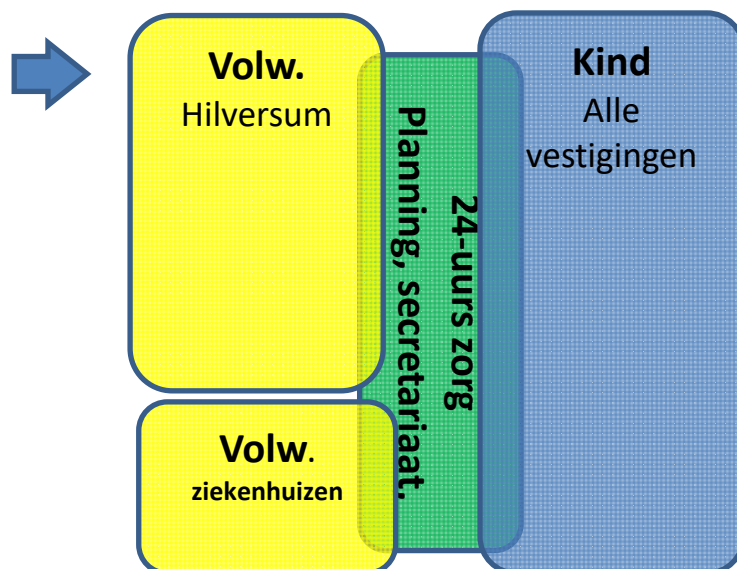 Volw.
Hilversum
Volw.
ziekenhuizen
24-uurs zorg
Planning, secretariaat.
Kind
Alle
vestigingen